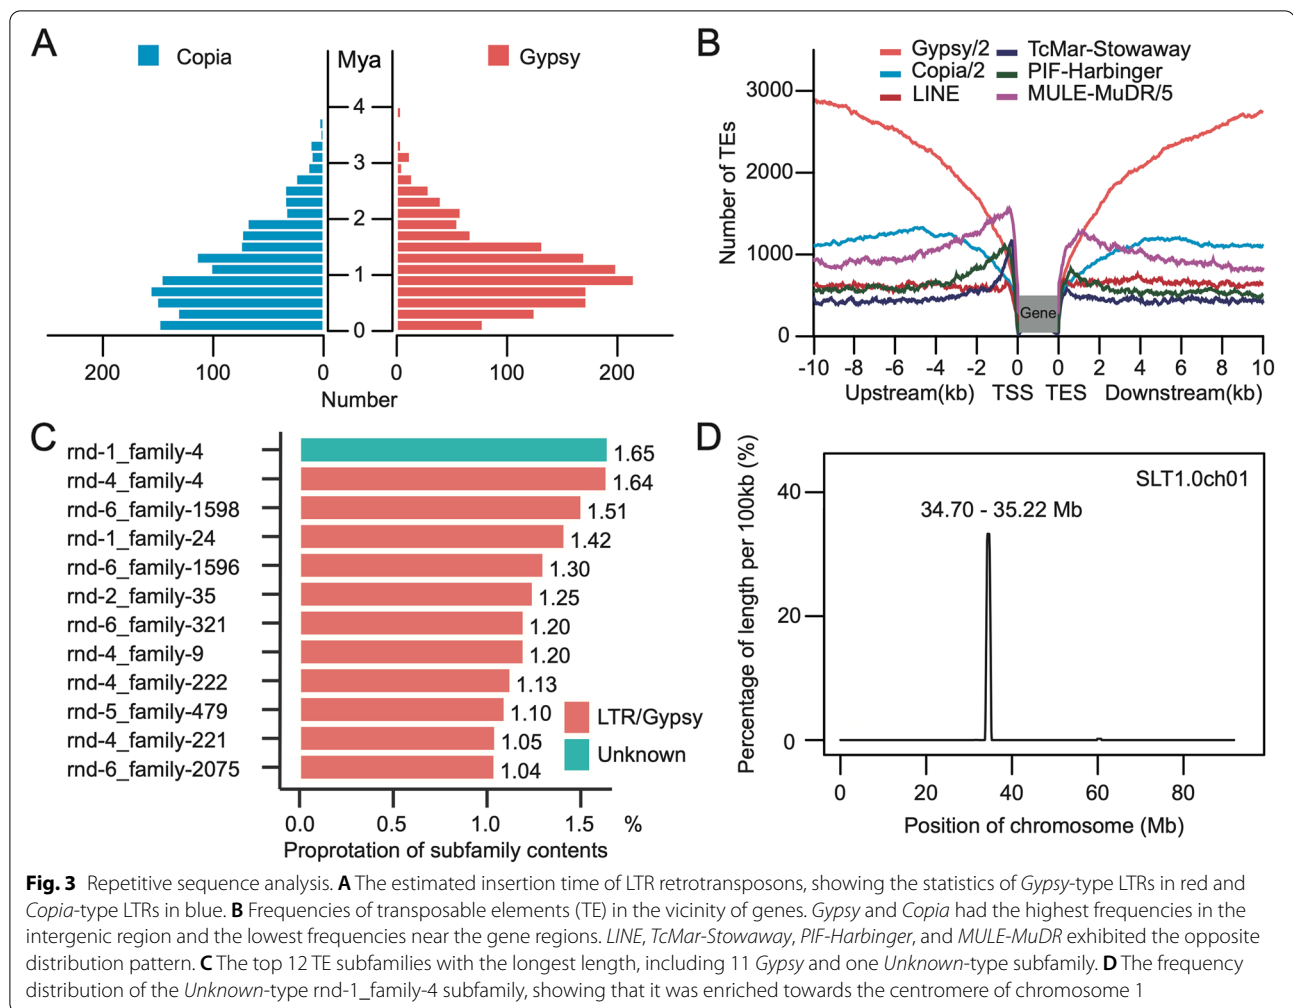 A
Copia
Mya
Gypsy
4
3
2
1
0
200
100
0
0
100
200
Number
B
Gypsy/2
Copia/2
LINE
TcMar-Stowaway
PIF-Harbinger
MULE-MuDR/5
Number of TEs
3000
2000
1000
0
Gene
-10 -8 -6 -4 -2 0 0 2 4 6 8 10
Upstream(kb) TSS TES Downstream(kb)
C
rnd-1_family-4 1.65
rnd-4_family-4 1.64
rnd-6_family-1598 1.51
rnd-1_family-24 1.42
rnd-6_family-1596 1.30
rnd-2_family-35 1.25
rnd-6_family-321 1.20
rnd-4_family-9 1.20
rnd-4_family-222 1.13
rnd-5_family-479 1.10
rnd-4_family-221 1.05
rnd-6_family-2075 1.04
LTR/Gypsy
Unknown
0.0 0.5 1.0 1.5 %
Proprotation of subfamily contents
D
Percentage of length per 100kb (%)
SLT1.0ch01
34.70 - 35.22 Mb
40
20
0
0 20 40 60 80
Position of chromosome (Mb)
Fig. 3 Repetitive sequence analysis. A The estimated insertion time of LTR retrotransposons, showing the statistics of Gypsy-type LTRs in red and
Copia-type LTRs in blue. B Frequencies of transposable elements (TE) in the vicinity of genes. Gypsy and Copia had the highest frequencies in the
intergenic region and the lowest frequencies near the gene regions. LINE, TcMar-Stowaway, PIF-Harbinger, and MULE-MuDR exhibited the opposite
distribution pattern. C The top 12 TE subfamilies with the longest length, including 11 Gypsy and one Unknown-type subfamily. D The frequency
distribution of the Unknown-type rnd-1_family-4 subfamily, showing that it was enriched towards the centromere of chromosome 1